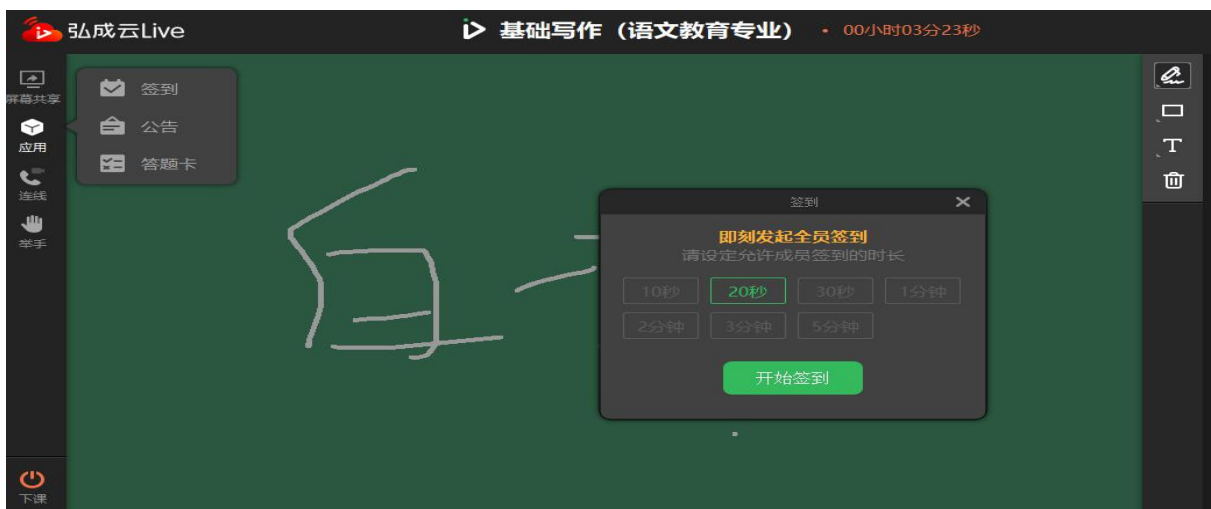 弘成云Live
基础写作（语文教育专业） • 00小时03分23秒
屏幕共享
应用
连线
举手
下课
签到
公告
答题卡
签到
即刻发起全员签到
请设定允许成员签到的时长
10秒 20秒 30秒 1分钟
2分钟 3分钟 5分钟
开始签到
T